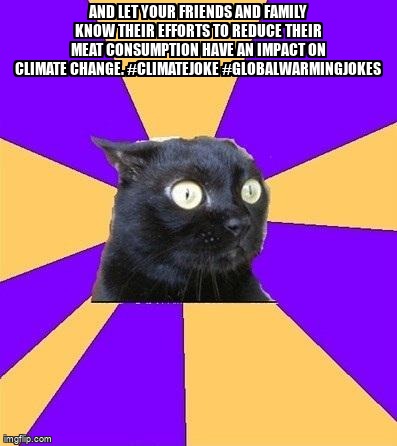 AND LET YOUR FRIENDS AND FAMILY
KNOW THEIR EFFORTS TO REDUCE THEIR
MEAT CONSUMPTION HAVE AN IMPACT ON
CLIMATE CHANGE. #CLIMATEJOKE #GLOBALWARMINGJOKES
imgflip.com